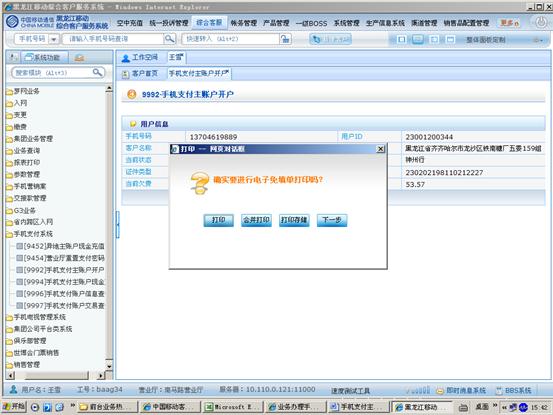 黑龙江移动综合客户服务系统 - Windows Internet Explorer
中国移动通信 CHINA MOBILE 黑龙江移动 综合客户服务系统 空中充值 统一投诉管理 综合客服 帐务管理 产品管理 一级BOSS 系统管理 生产信息系统 渠道管理 销售品配置管理 更多
手机号码 请输入手机号码查询 快速转入 (Alt+2) 整体面板定制
系统功能 工作空间 王雪
搜索模块 (Alt+3) 客户首页 手机支付主账户开户
梦网业务
入网
变更
缴费
集团业务管理
业务查询
报表打印
参数管理
手机营销案
交接款管理
G3业务
省内跨区入网
手机支付系统
[9452]异地主账户现金充值
[9454]营业厅重置支付密码
[9992]手机支付主账户开户
[9994]手机支付主账户现金
[9996]手机支付账户信息查
[9997]手机支付账户交易查
手机电视管理系统
集团公司平台类系统
俱乐部管理
世博会门票销售
销售管理
9992-手机支付主账户开户
用户信息
手机号码 13704619889 用户ID 23001200344
客户名称 黑龙江省齐齐哈尔市龙沙区铁南糖厂五委159组
当前状态 神州行
证件类型 230202198110212227
当前欠费 53.57
打印 -- 网页对话框
确实要进行电子免填单打印吗?
打印 合并打印 打印存储 下一步
用户名：王雪 工号：baag34 营业厅：南马路营业厅 服务器：10.110.0.121:11000 速度测试工具 即时消息系统 BBS系统
开始 前台业务热... 中国移动客... Microsoft E... 业务办理手... 手机支付主... 黑龙江移动... 桌面 15:42